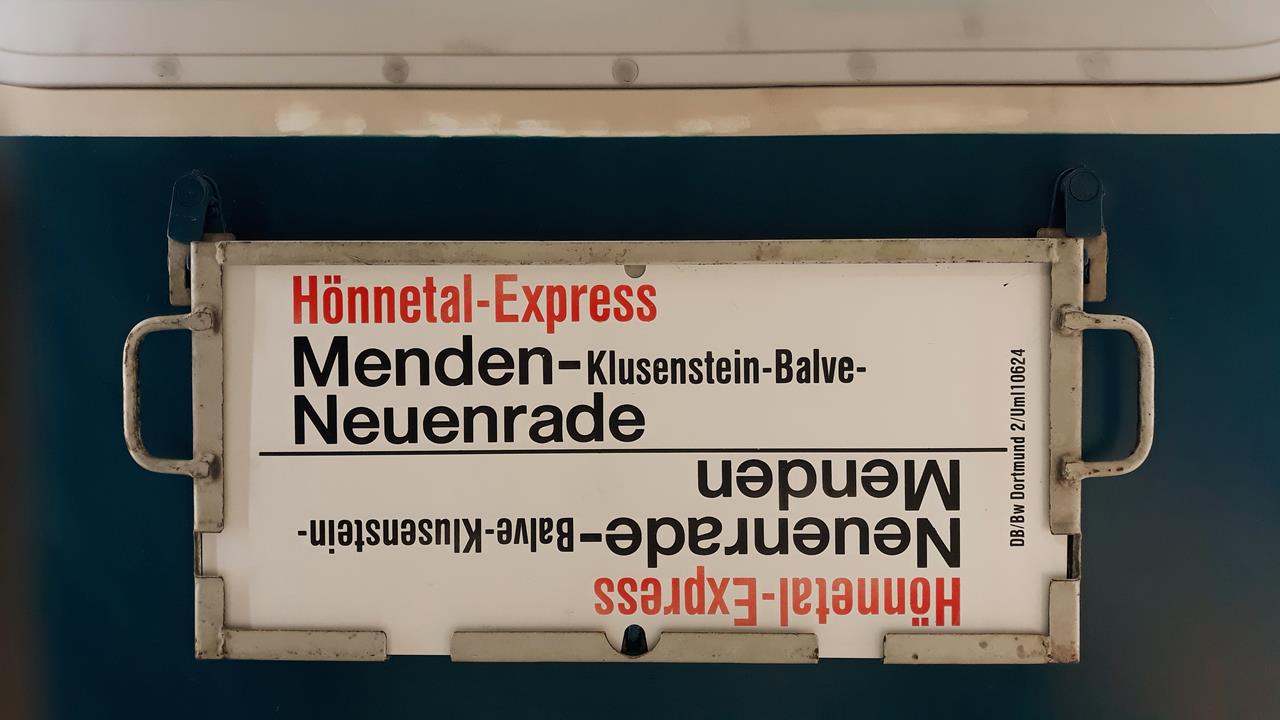 Hönnetal-Express
Menden-Klusenstein-Balve-
Neuenrade
DB/Bw Dortmund 2/Uml10624
Hönnetal-Express
Neuenrade-Balve-Klusenstein-
Menden